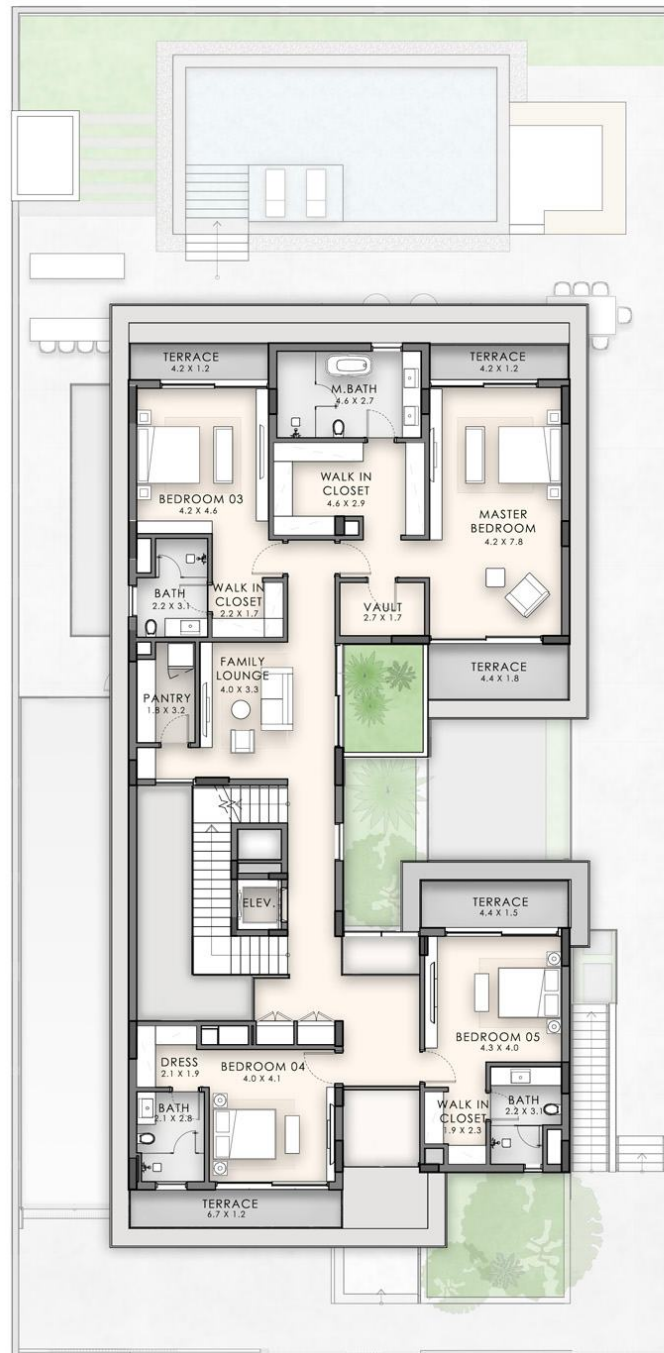 TERRACE
4.2 X 1.2
M.BATH
4.6 X 2.7
TERRACE
4.2 X 1.2
BEDROOM 03
4.2 X 4.6
WALK IN
CLOSET
4.6 X 2.9
MASTER
BEDROOM
4.2 X 7.8
BATH
2.2 X 3.1
WALK IN
CLOSET
2.2 X 1.7
VAULT
2.7 X 1.7
FAMILY
LOUNGE
4.0 X 3.3
TERRACE
4.4 X 1.8
PANTRY
1.8 X 3.2
ELEV.
TERRACE
4.4 X 1.5
BEDROOM 05
4.3 X 4.0
DRESS
2.1 X 1.9
BEDROOM 04
4.0 X 4.1
BATH
2.1 X 2.8
WALK IN
CLOSET
1.9 X 2.3
BATH
2.2 X 3.1
TERRACE
6.7 X 1.2